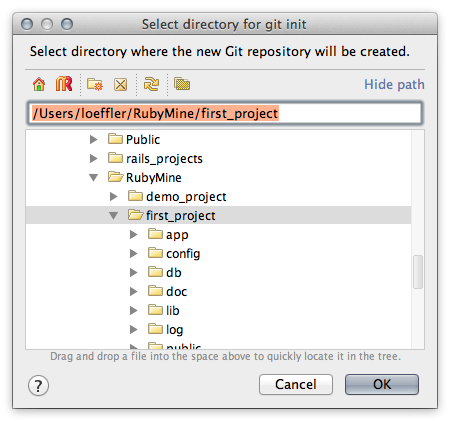 Select directory for git init
Select directory where the new Git repository will be created.
Hide path
/Users/loeffler/RubyMine/first_project
Public
rails_projects
RubyMine
demo_project
first_project
app
config
db
doc
lib
log
public
Drag and drop a file into the space above to quickly locate it in the tree.
?
Cancel
OK